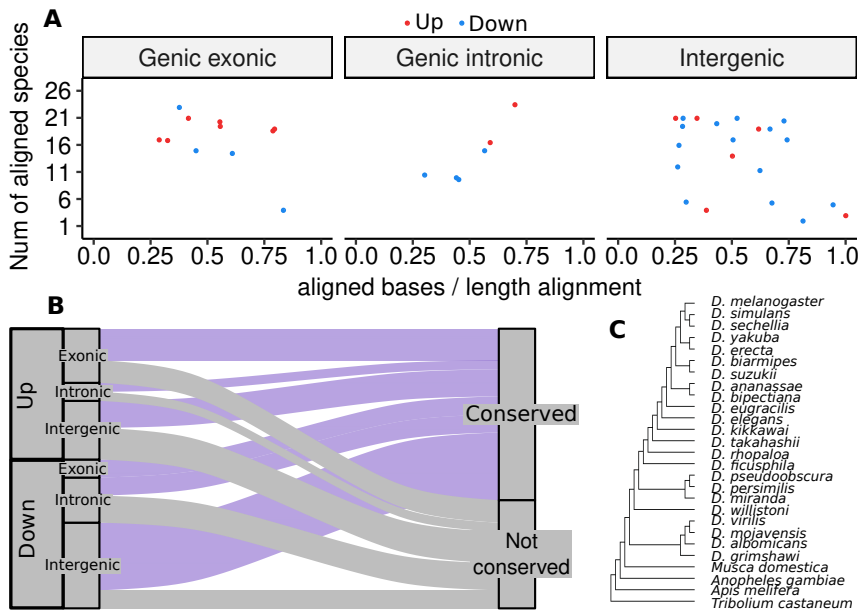 A
Up Down
Genic exonic
Genic intronic
Intergenic
Num of aligned species
26
21
16
11
6
1
0.0 0.25 0.5 0.75 1.0
0.0 0.25 0.5 0.75 1.0
0.0 0.25 0.5 0.75 1.0
aligned bases / length alignment
B
Up
Exonic
Intronic
Intergenic
Down
Exonic
Intronic
Intergenic
Conserved
Not
conserved
C
D. melanogaster
D. simulans
D. sechellia
D. yakuba
D. erecta
D. biarmipes
D. suzukii
D. ananassae
D. bipectiana
D. eugracilis
D. elegans
D. kikkawai
D. takahashii
D. rhopaloa
D. ficusphila
D. pseudoobscura
D. persimilis
D. miranda
D. willistoni
D. virilis
D. mojavensis
D. albomicans
D. grimshawi
Musca domestica
Anopheles gambiae
Apis melifera
Tribolium castaneum